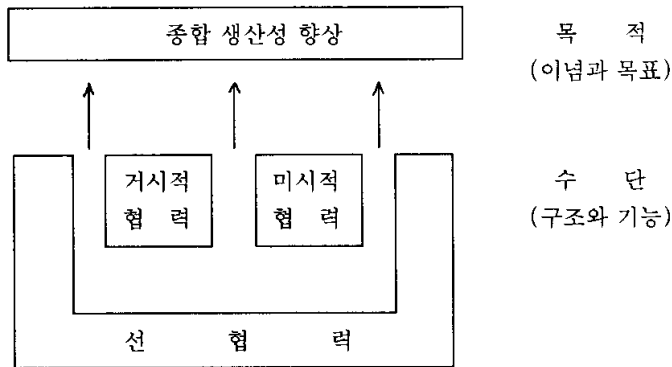 종합 생산성 향상
목 적
(이념과 목표)
거시적
협 력
미시적
협 력
수 단
(구조와 기능)
선 협 력